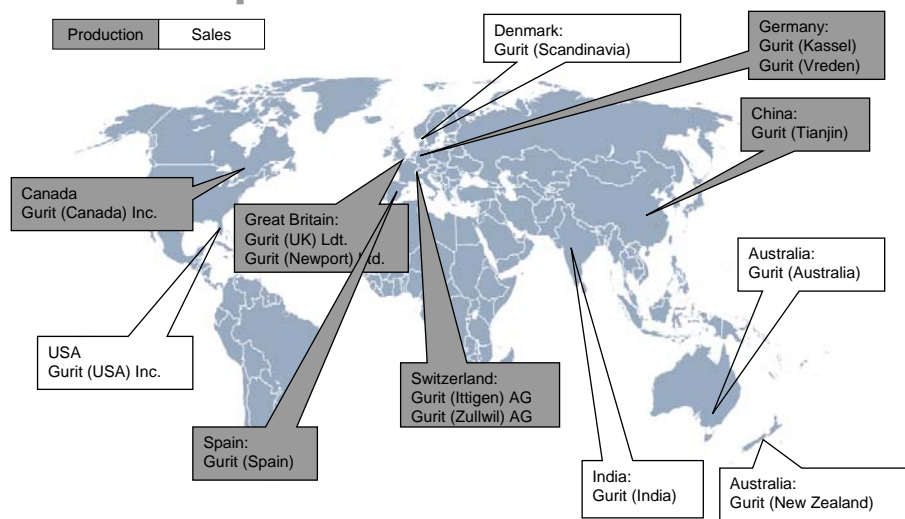 Production
Sales
Denmark:
Gurit (Scandinavia)
Germany:
Gurit (Kassel)
Gurit (Vreden)
China:
Gurit (Tianjin)
Canada
Gurit (Canada) Inc.
Great Britain:
Gurit (UK) Ldt.
Gurit (Newport) Ltd.
Australia:
Gurit (Australia)
USA
Gurit (USA) Inc.
Switzerland:
Gurit (Ittigen) AG
Gurit (Zullwil) AG
Spain:
Gurit (Spain)
India:
Gurit (India)
Australia:
Gurit (New Zealand)